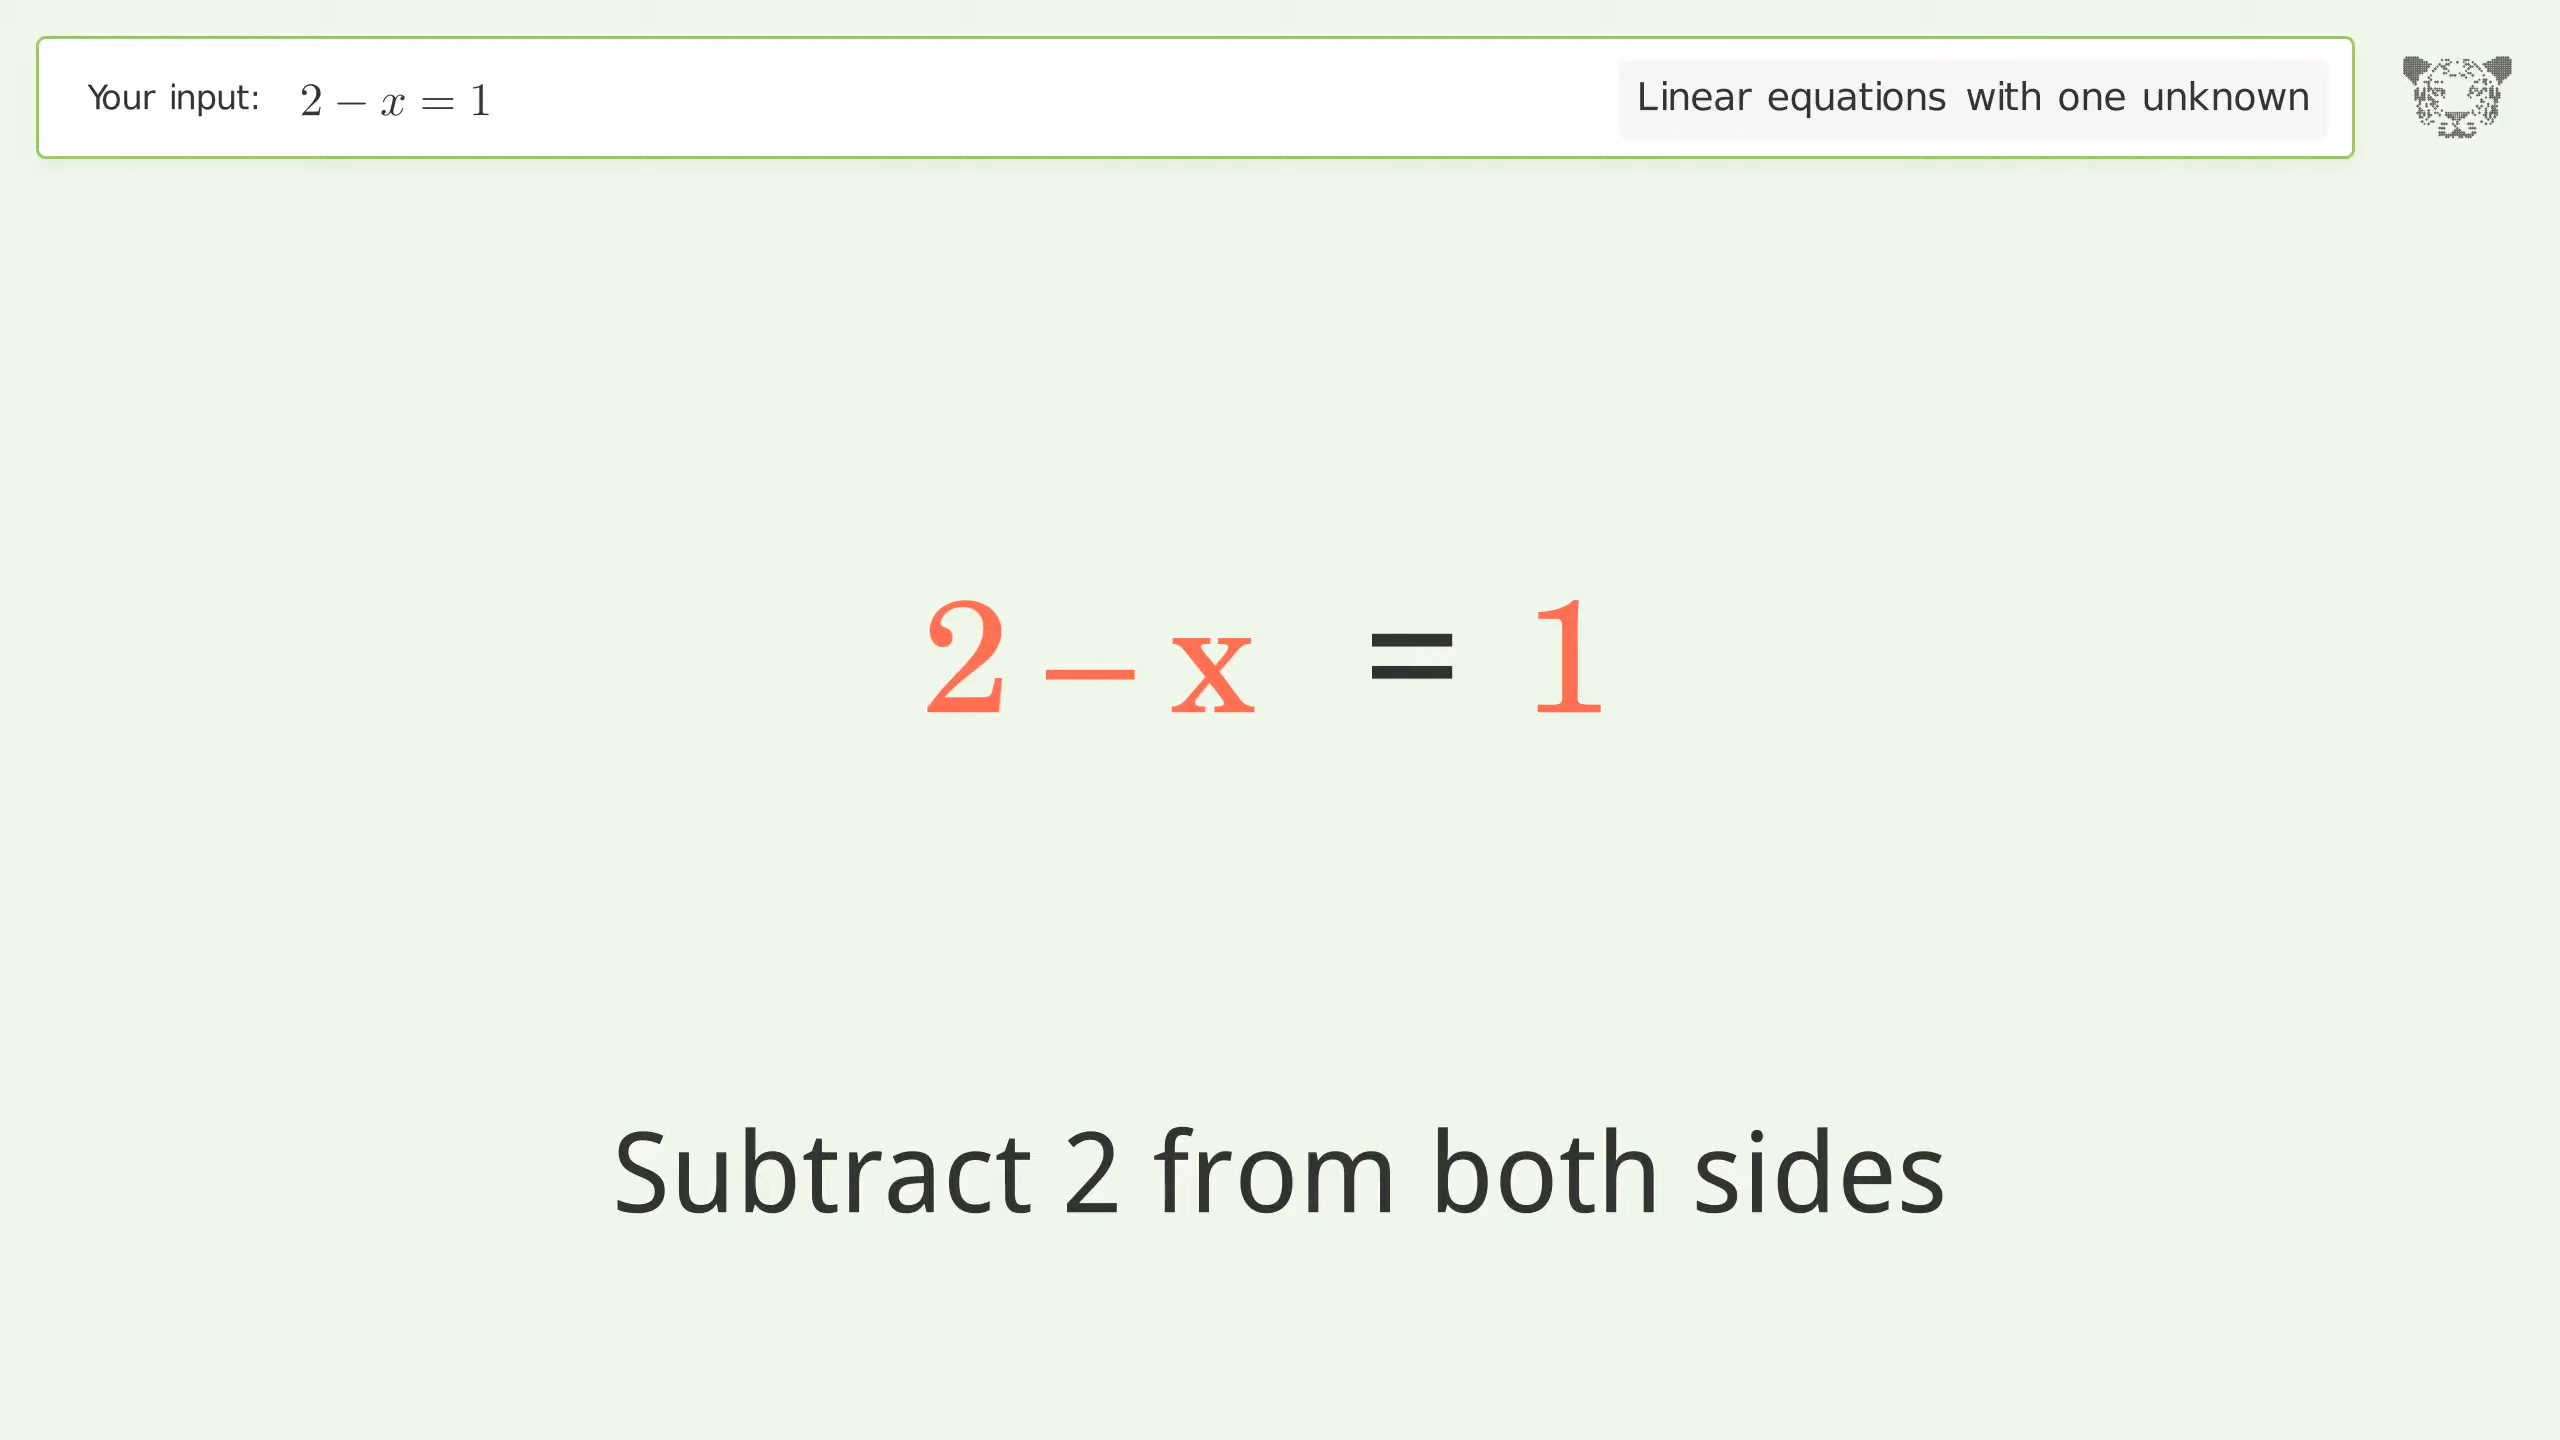 Your input: 2 − x = 1
Linear equations with one unknown
2 − x = 1
Subtract 2 from both sides